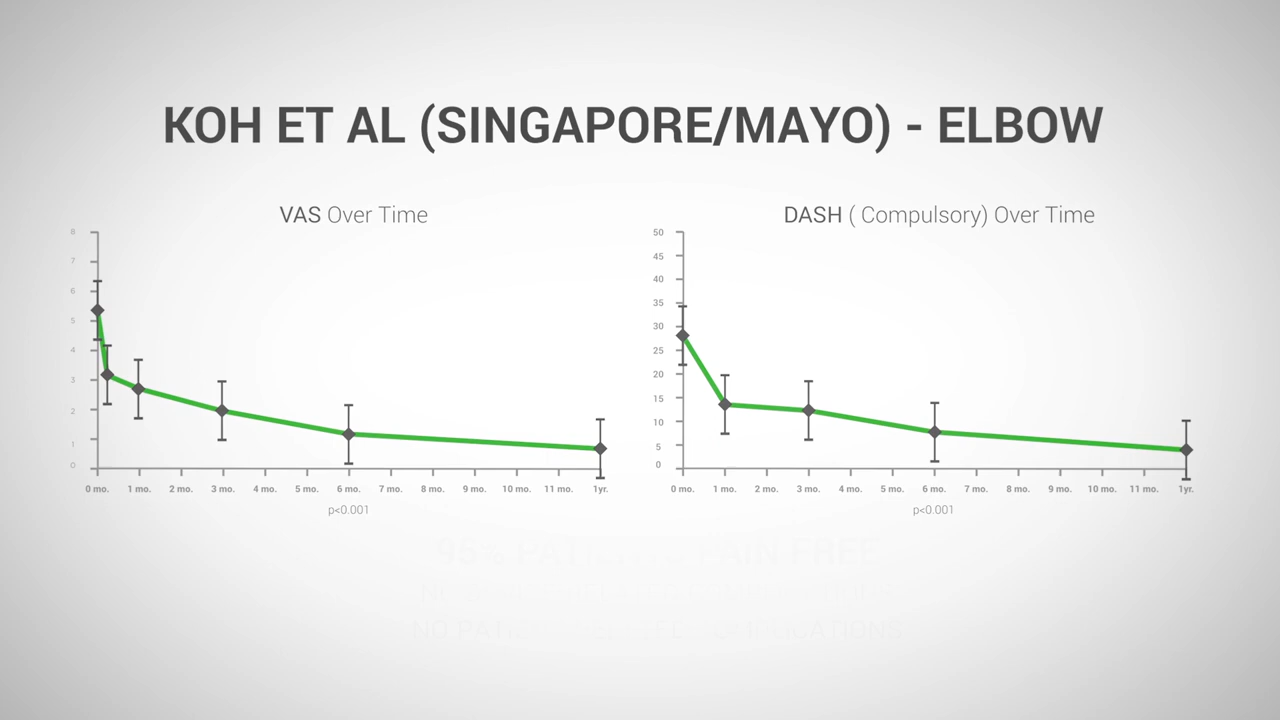 KOH ET AL (SINGAPORE/MAYO) - ELBOW
VAS Over Time
8
7
6
5
4
3
2
1
0
0 mo. 1 mo. 2 mo. 3 mo. 4 mo. 5 mo. 6 mo. 7 mo. 8 mo. 9 mo. 10 mo. 11 mo. 1yr.
p<0.001
DASH ( Compulsory) Over Time
50
45
40
35
30
25
20
15
10
5
0
0 mo. 1 mo. 2 mo. 3 mo. 4 mo. 5 mo. 6 mo. 7 mo. 8 mo. 9 mo. 10 mo. 11 mo. 1yr.
p<0.001
PAIN FREE
NO